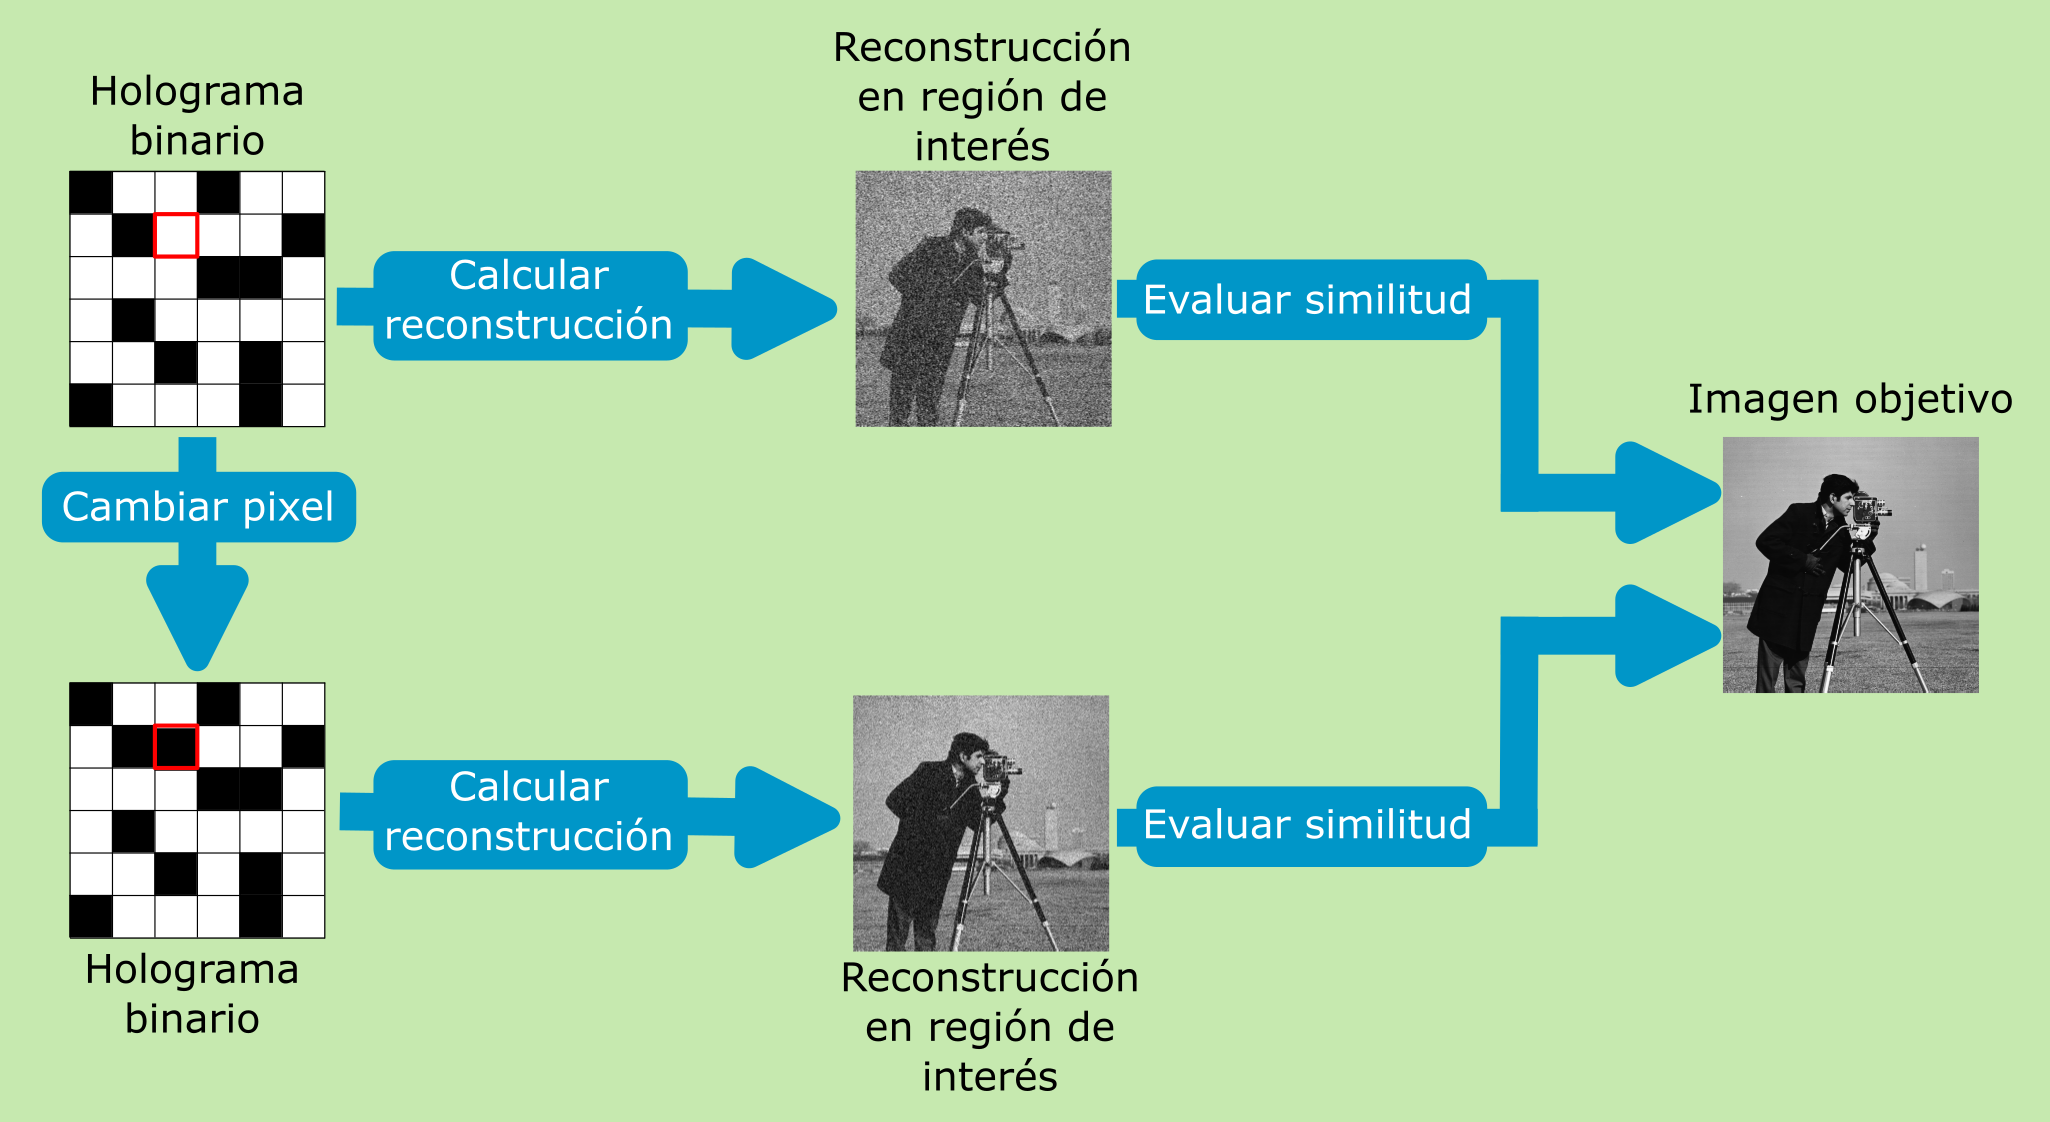 Holograma
binario
Calcular
reconstrucción
Reconstrucción
en región de
interés
Evaluar similitud
Imagen objetivo
Cambiar pixel
Holograma
binario
Calcular
reconstrucción
Reconstrucción
en región de
interés
Evaluar similitud